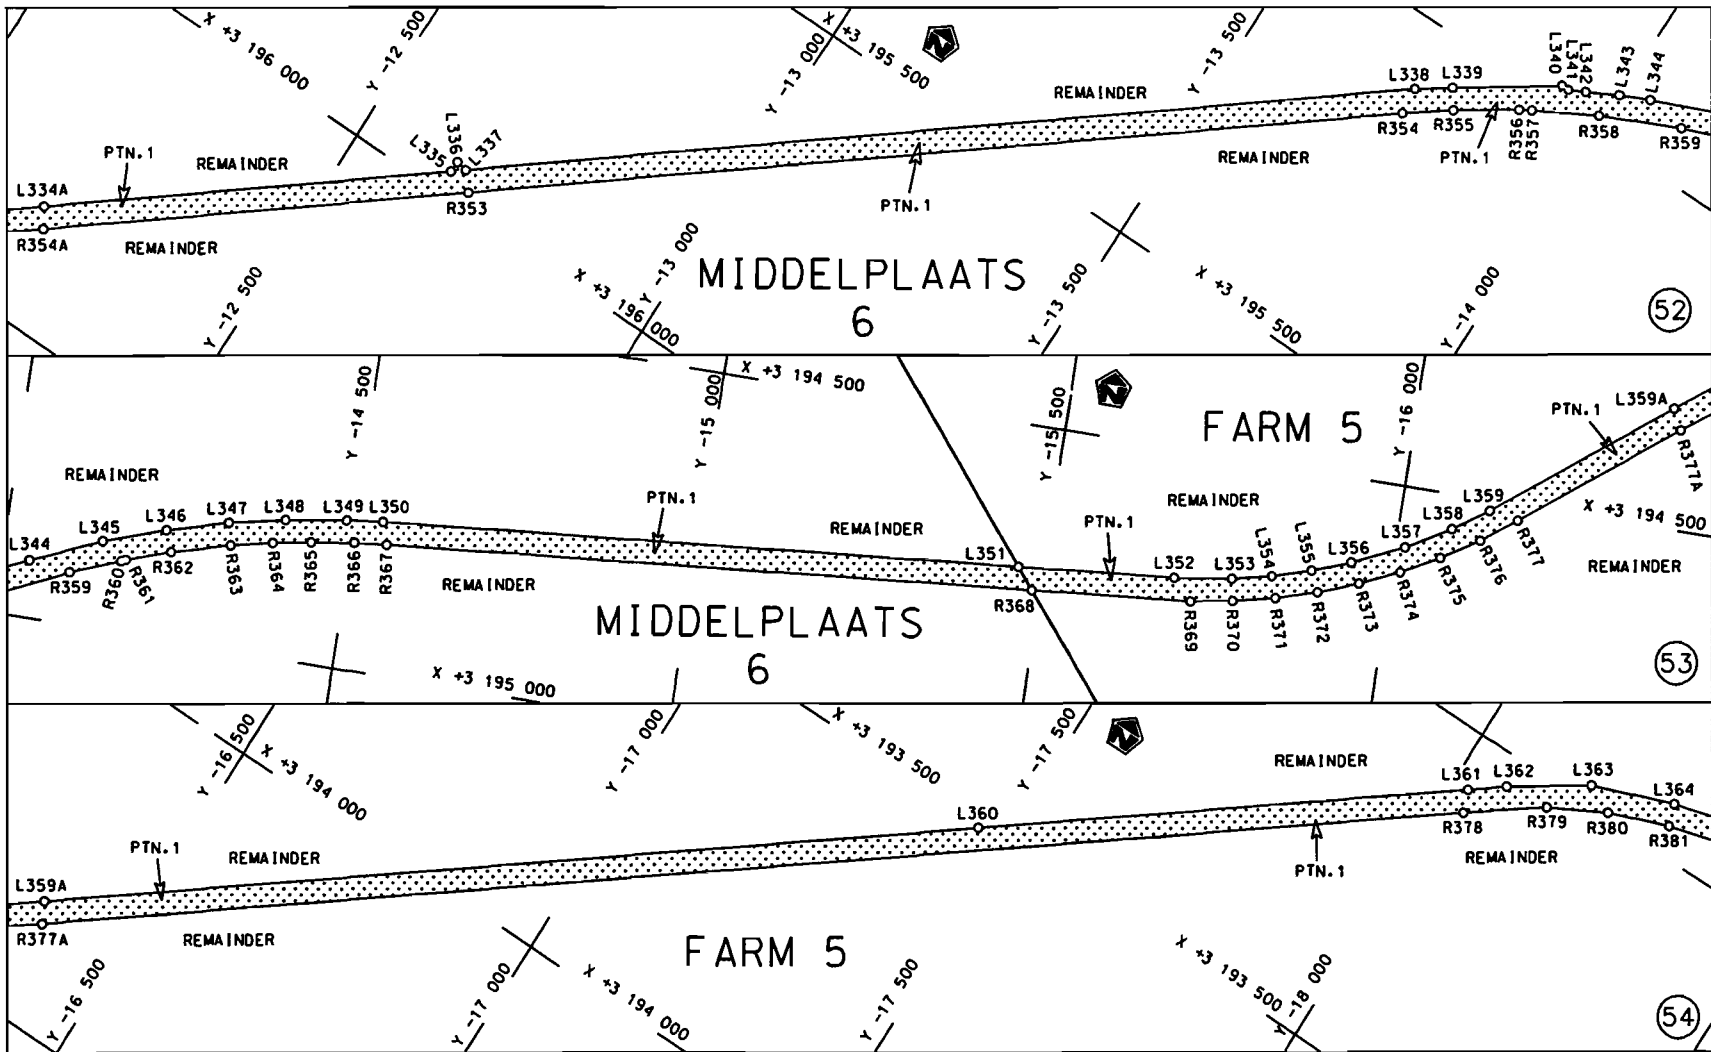 X +3 196 000
Y -12 500
Y -13 000
X +3 195 500
Y -13 500
N
REMAINDER
L338
L339
L340
L341
L342
L343
L344
PTN.1
REMAINDER
L335
L336
L337
R354
R355
PTN.1
R356
R357
R358
R359
REMAINDER
L334A
R353
PTN.1
R354A
REMAINDER
Y -12 500
X +3 196 000
Y -13 000
MIDDELPLAATS
6
Y -13 500
X +3 195 500
Y -14 000
52
Y -14 500
Y -15 000
X +3 194 500
N
Y -15 500
Y -16 000
FARM 5
PTN.1
L359A
R377A
REMAINDER
PTN.1
REMAINDER
REMAINDER
L344
L345
L346
L347
L348
L349
L350
L351
PTN.1
L352
L353
L354
L355
L356
L357
L358
L359
X +3 194 500
REMAINDER
R359
R360
R361
R362
R363
R364
R365
R366
R367
REMAINDER
R368
R369
R370
R371
R372
R373
R374
R375
R376
R377
MIDDELPLAATS
6
X +3 195 000
53
Y -16 500
X +3 194 000
Y -17 000
X +3 193 500
Y -17 500
N
REMAINDER
L361
L362
L363
L364
PTN.1
REMAINDER
L360
R378
R379
R380
R381
REMAINDER
PTN.1
L359A
R377A
REMAINDER
FARM 5
Y -16 500
Y -17 000
X +3 194 000
Y -17 500
X +3 193 500
Y -18 000
54